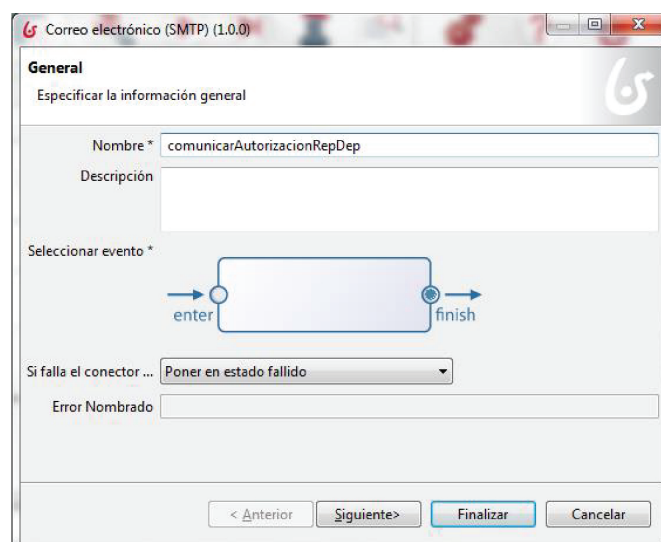 Correo electrónico (SMTP) (1.0.0)
General
Especificar la información general
Nombre * comunicarAutorizacionRepDep
Descripción
Seleccionar evento *
enter finish
Si falla el conector ... Poner en estado fallido
Error Nombrado
< Anterior Siguiente> Finalizar Cancelar